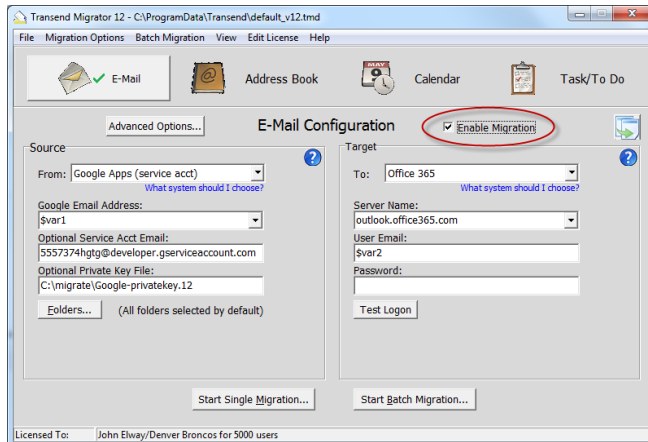 Transend Migrator 12 - C:\ProgramData\Transend\default_v12.tmd
File Migration Options Batch Migration View Edit License Help
E-Mail Address Book Calendar Task/To Do
MAY
9
Advanced Options... E-Mail Configuration Enable Migration
Source Target
From: Google Apps (service acct) To: Office 365
What system should I choose? What system should I choose?
Google Email Address: Server Name:
$var1 outlook.office365.com
Optional Service Acct Email: User Email:
5557374hgtg@developer.gserviceaccount.com $var2
Optional Private Key File: Password:
C:\migrate\Google-privatekey.12
Folders... (All folders selected by default) Test Logon
Start Single Migration... Start Batch Migration...
Licensed To: John Elway/Denver Broncos for 5000 users